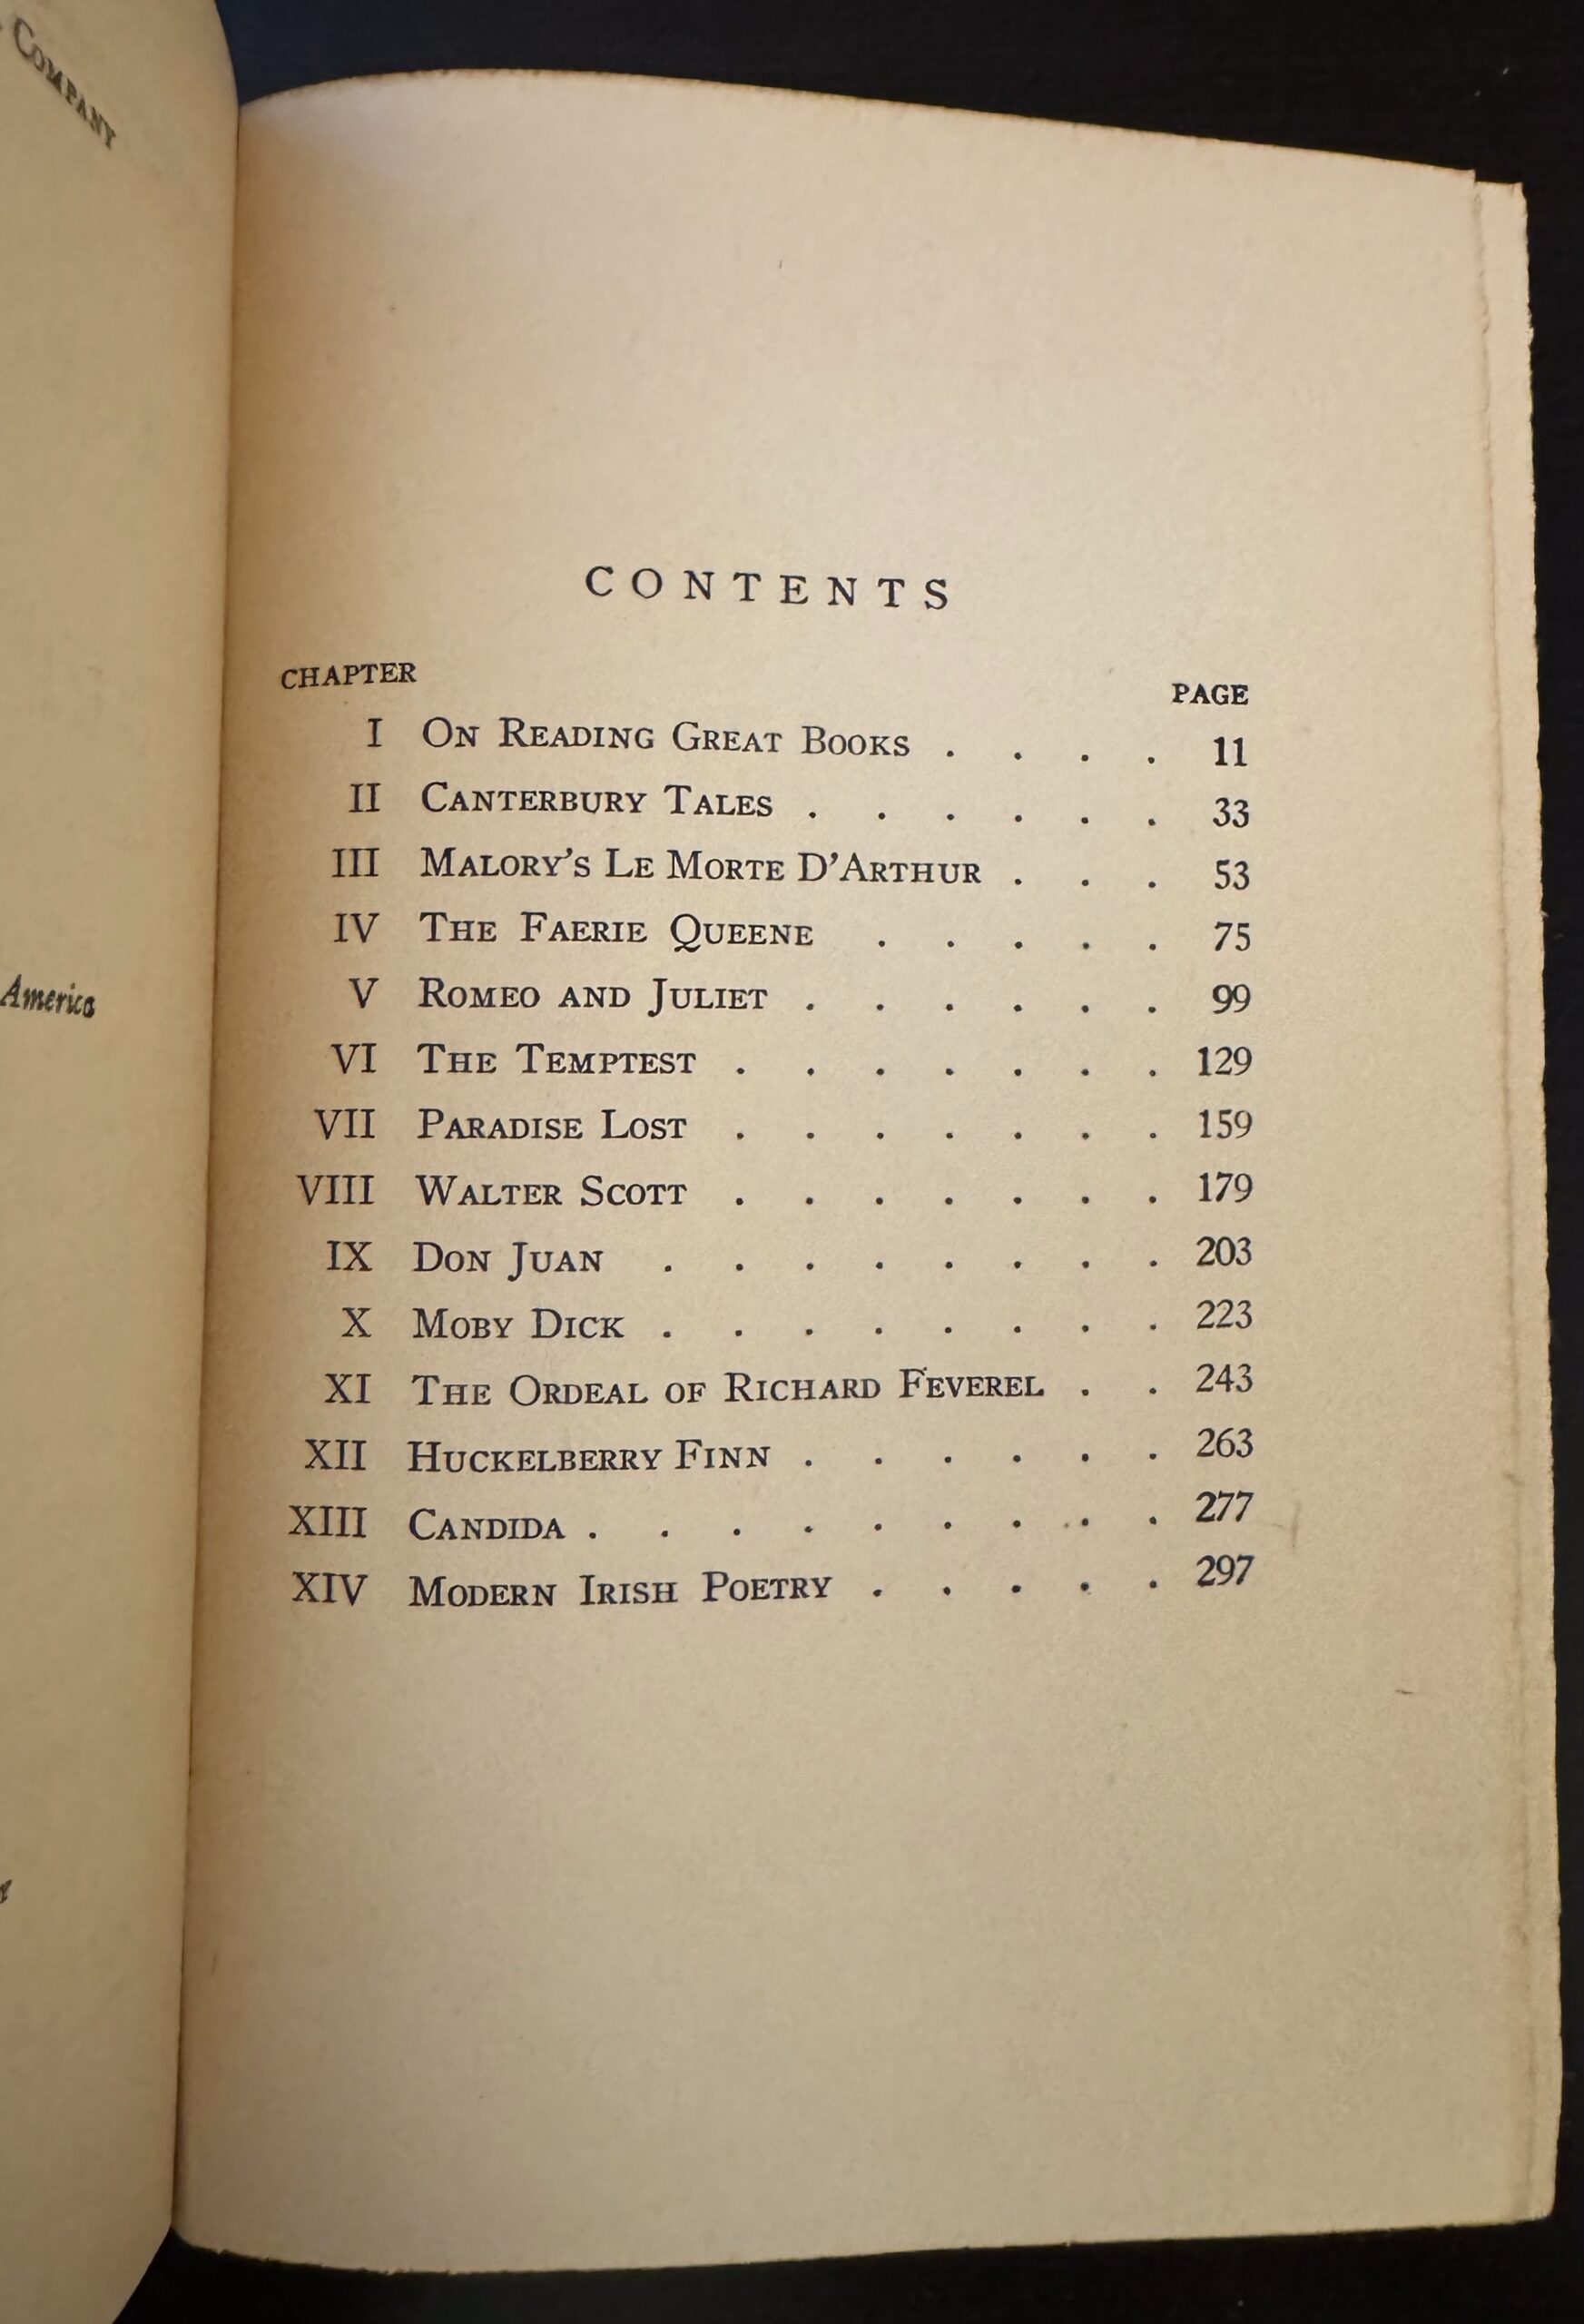 COMPANY
America
CONTENTS
CHAPTER PAGE
I ON READING GREAT BOOKS . . . . 11
II CANTERBURY TALES . . . . . . 33
III MALORY'S LE MORTE D'ARTHUR . . . 53
IV THE FAERIE QUEENE . . . . . 75
V ROMEO AND JULIET . . . . . . 99
VI THE TEMPTEST . . . . . . . 129
VII PARADISE LOST . . . . . . . 159
VIII WALTER SCOTT . . . . . . . 179
IX DON JUAN . . . . . . . . 203
X MOBY DICK . . . . . . . . 223
XI THE ORDEAL OF RICHARD FEVEREL . . 243
XII HUCKELBERRY FINN . . . . . . 263
XIII CANDIDA . . . . . . . . . 277
XIV MODERN IRISH POETRY . . . . . 297